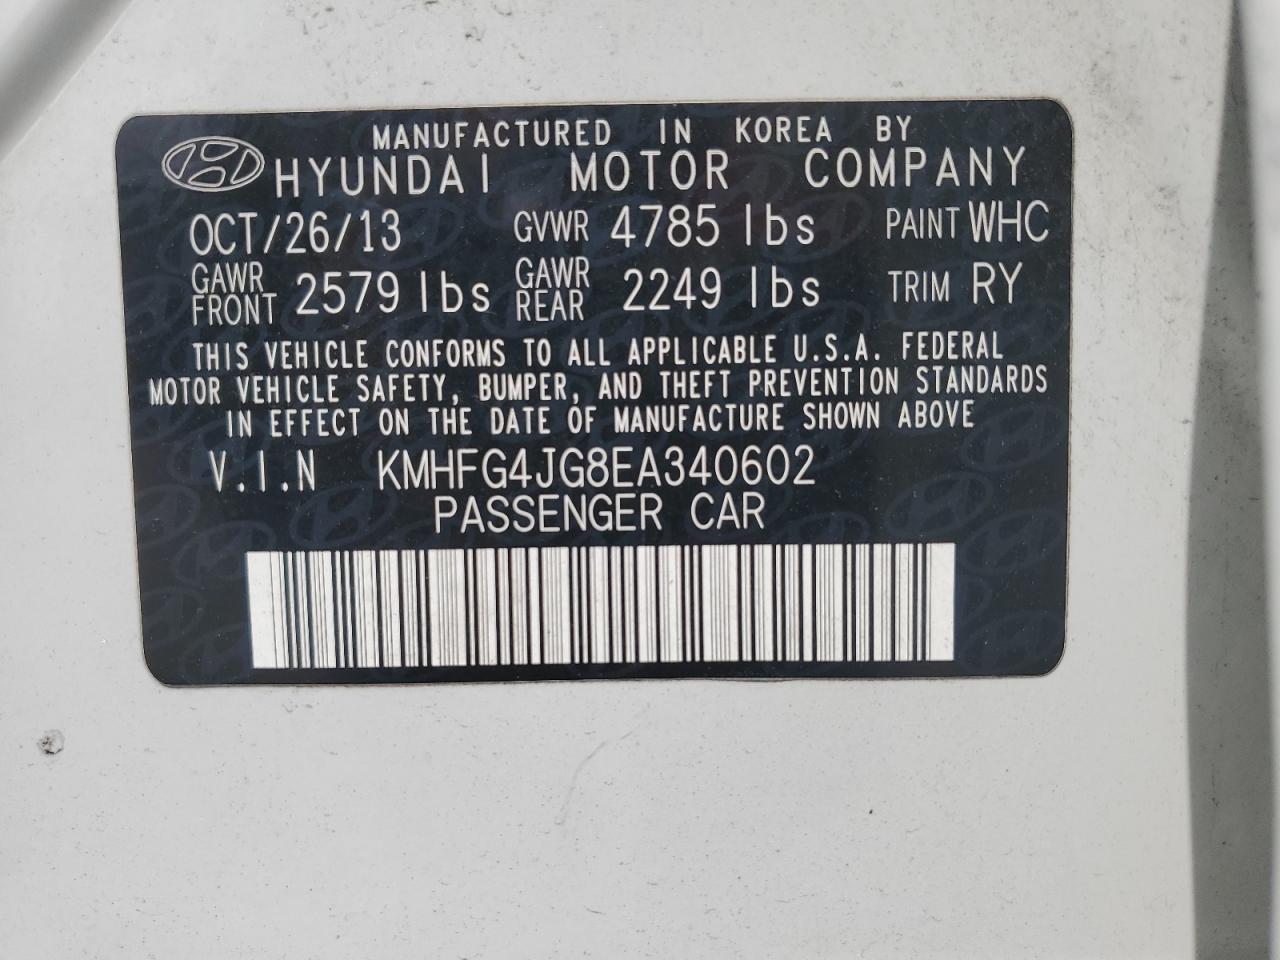 MANUFACTURED IN KOREA BY
HYUNDAI MOTOR COMPANY
OCT/26/13 GVWR 4785 lbs PAINT WHC
GAWR FRONT 2579 lbs GAWR REAR 2249 lbs TRIM RY
THIS VEHICLE CONFORMS TO ALL APPLICABLE U.S.A. FEDERAL
MOTOR VEHICLE SAFETY, BUMPER, AND THEFT PREVENTION STANDARDS
IN EFFECT ON THE DATE OF MANUFACTURE SHOWN ABOVE
V.I.N KMHFG4JG8EA340602
PASSENGER CAR